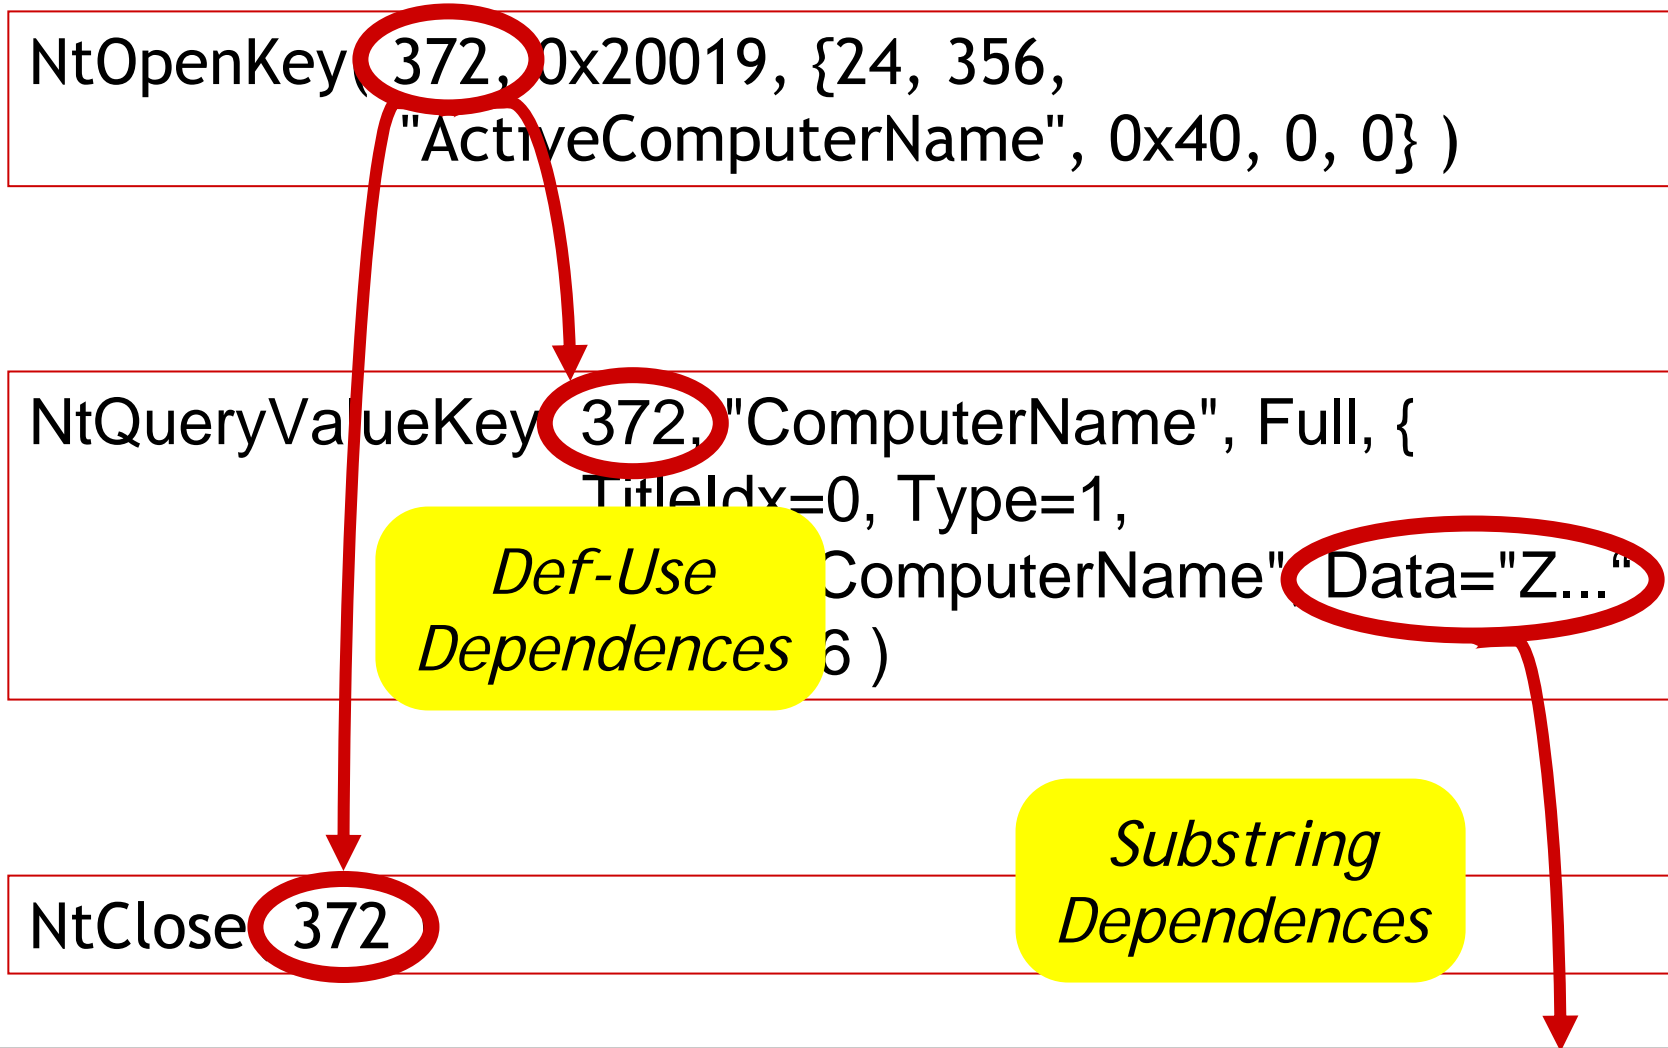 NtOpenKey( 372, 0x20019, {24, 356,
"ActiveComputerName", 0x40, 0, 0} )
NtQueryValueKey 372, "ComputerName", Full, {
TitleIdx=0, Type=1,
ComputerName", Data="Z...“
6 )
Def-Use
Dependences
Substring
Dependences
NtClose 372